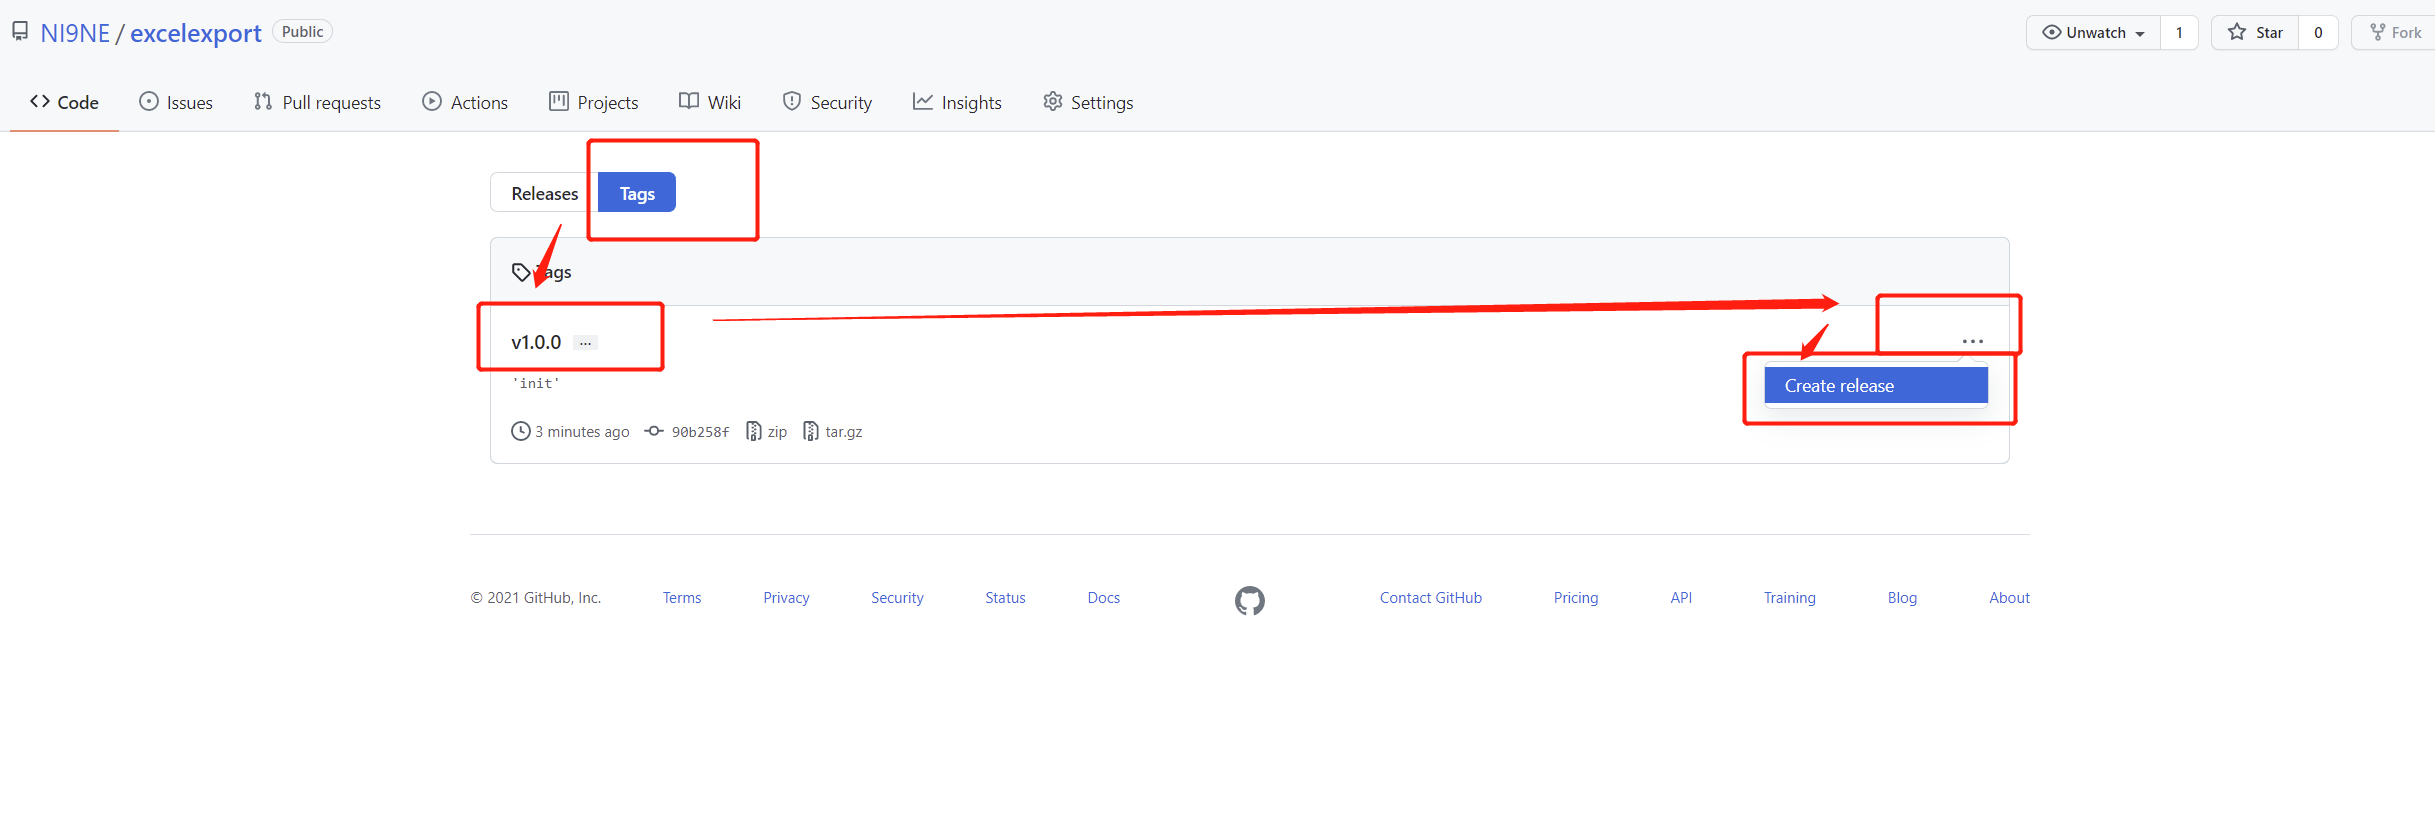 NI9NE / excelexport Public Unwatch 1 Star 0 Fork
Code Issues Pull requests Actions Projects Wiki Security Insights Settings
Releases Tags
Tags
v1.0.0 ...
Create release
'init'
3 minutes ago 90b258f zip tar.gz
© 2021 GitHub, Inc. Terms Privacy Security Status Docs Contact GitHub Pricing API Training Blog About